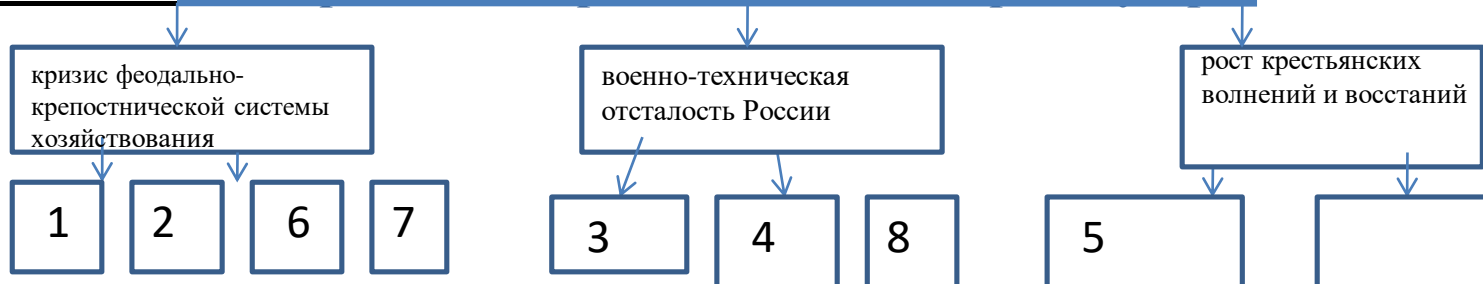 кризис феодально-
крепостнической системы
хозяйствования
военно-техническая
отсталость России
рост крестьянских
волнений и восстаний
1 2 6 7 3 4 8 5